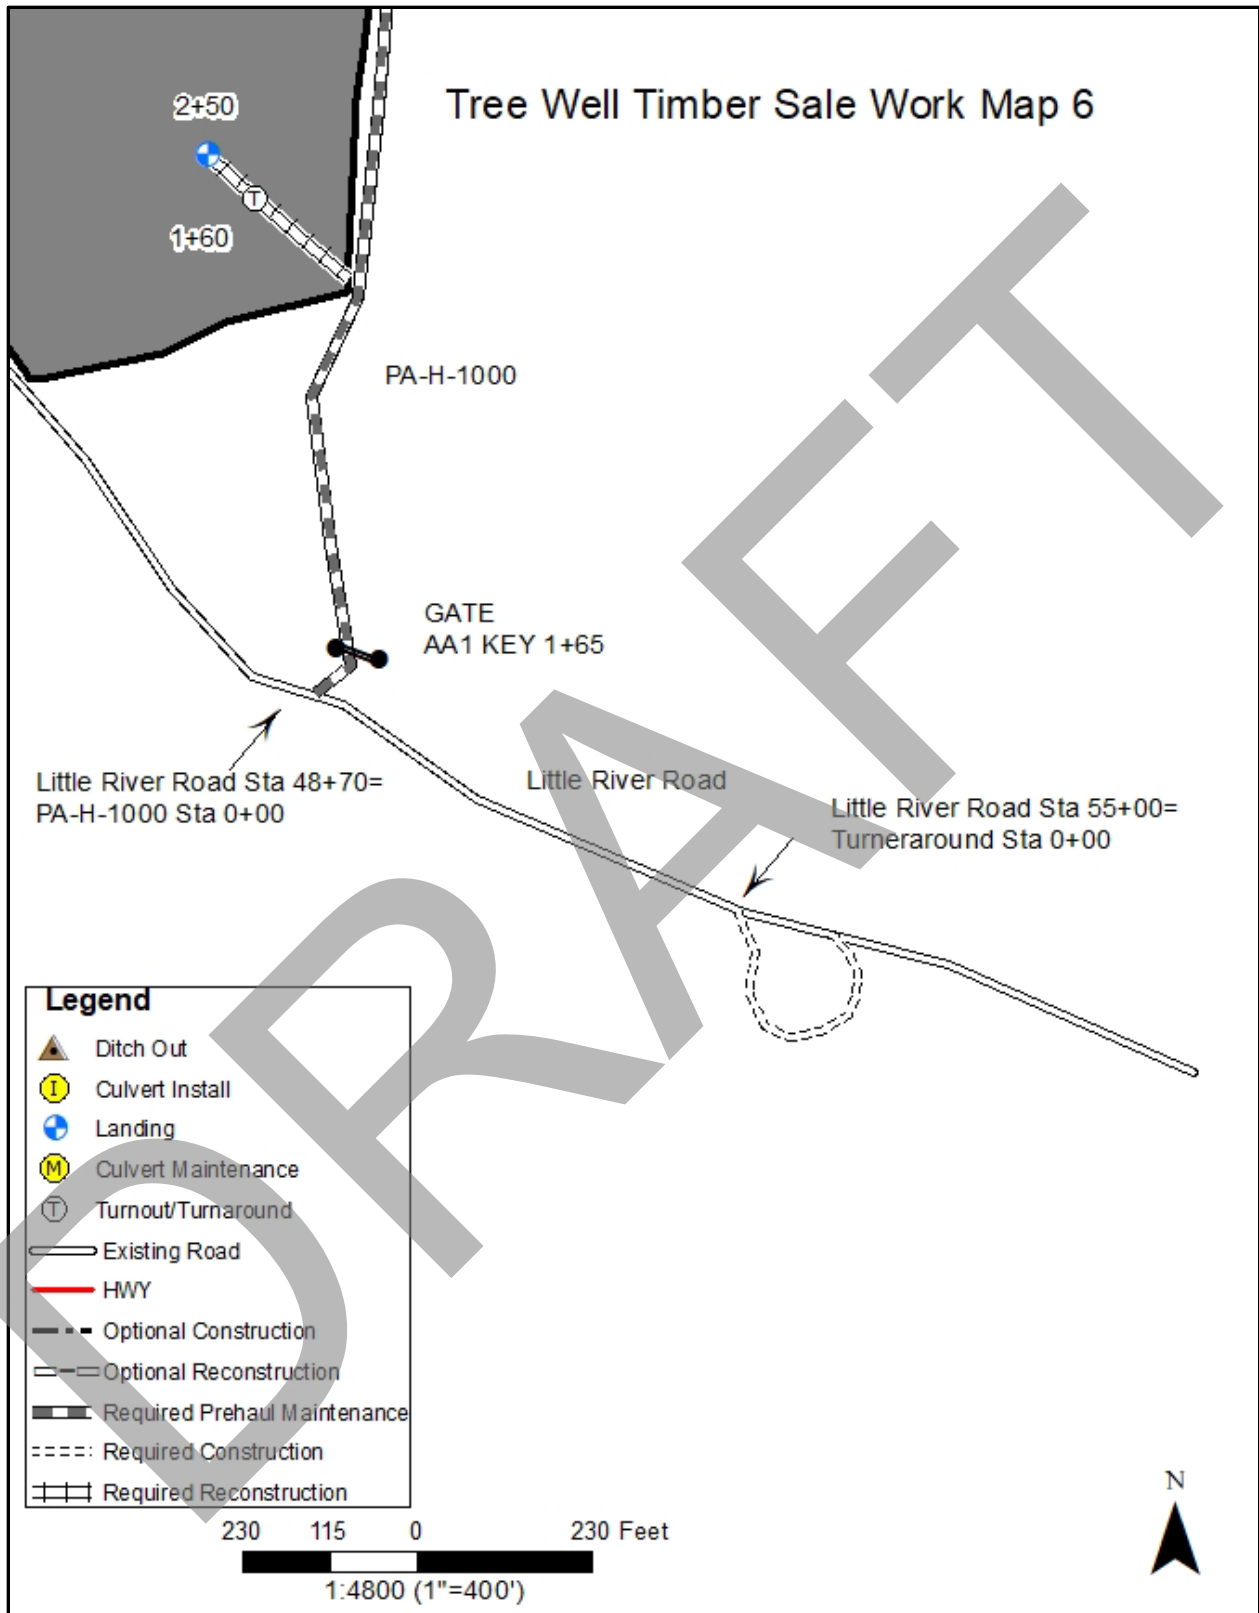 Tree Well Timber Sale Work Map 6
2+50
T
1+60
PA-H-1000
GATE
AA1 KEY 1+65
Little River Road Sta 48+70=
PA-H-1000 Sta 0+00
Little River Road
Little River Road Sta 55+00=
Turneraround Sta 0+00
DRAFT
Legend
Ditch Out
I Culvert Install
Landing
M Culvert Maintenance
T Turnout/Turnaround
Existing Road
HWY
Optional Construction
Optional Reconstruction
Required Prehaul Maintenance
Required Construction
Required Reconstruction
N
230 115 0 230 Feet
1:4800 (1"=400')